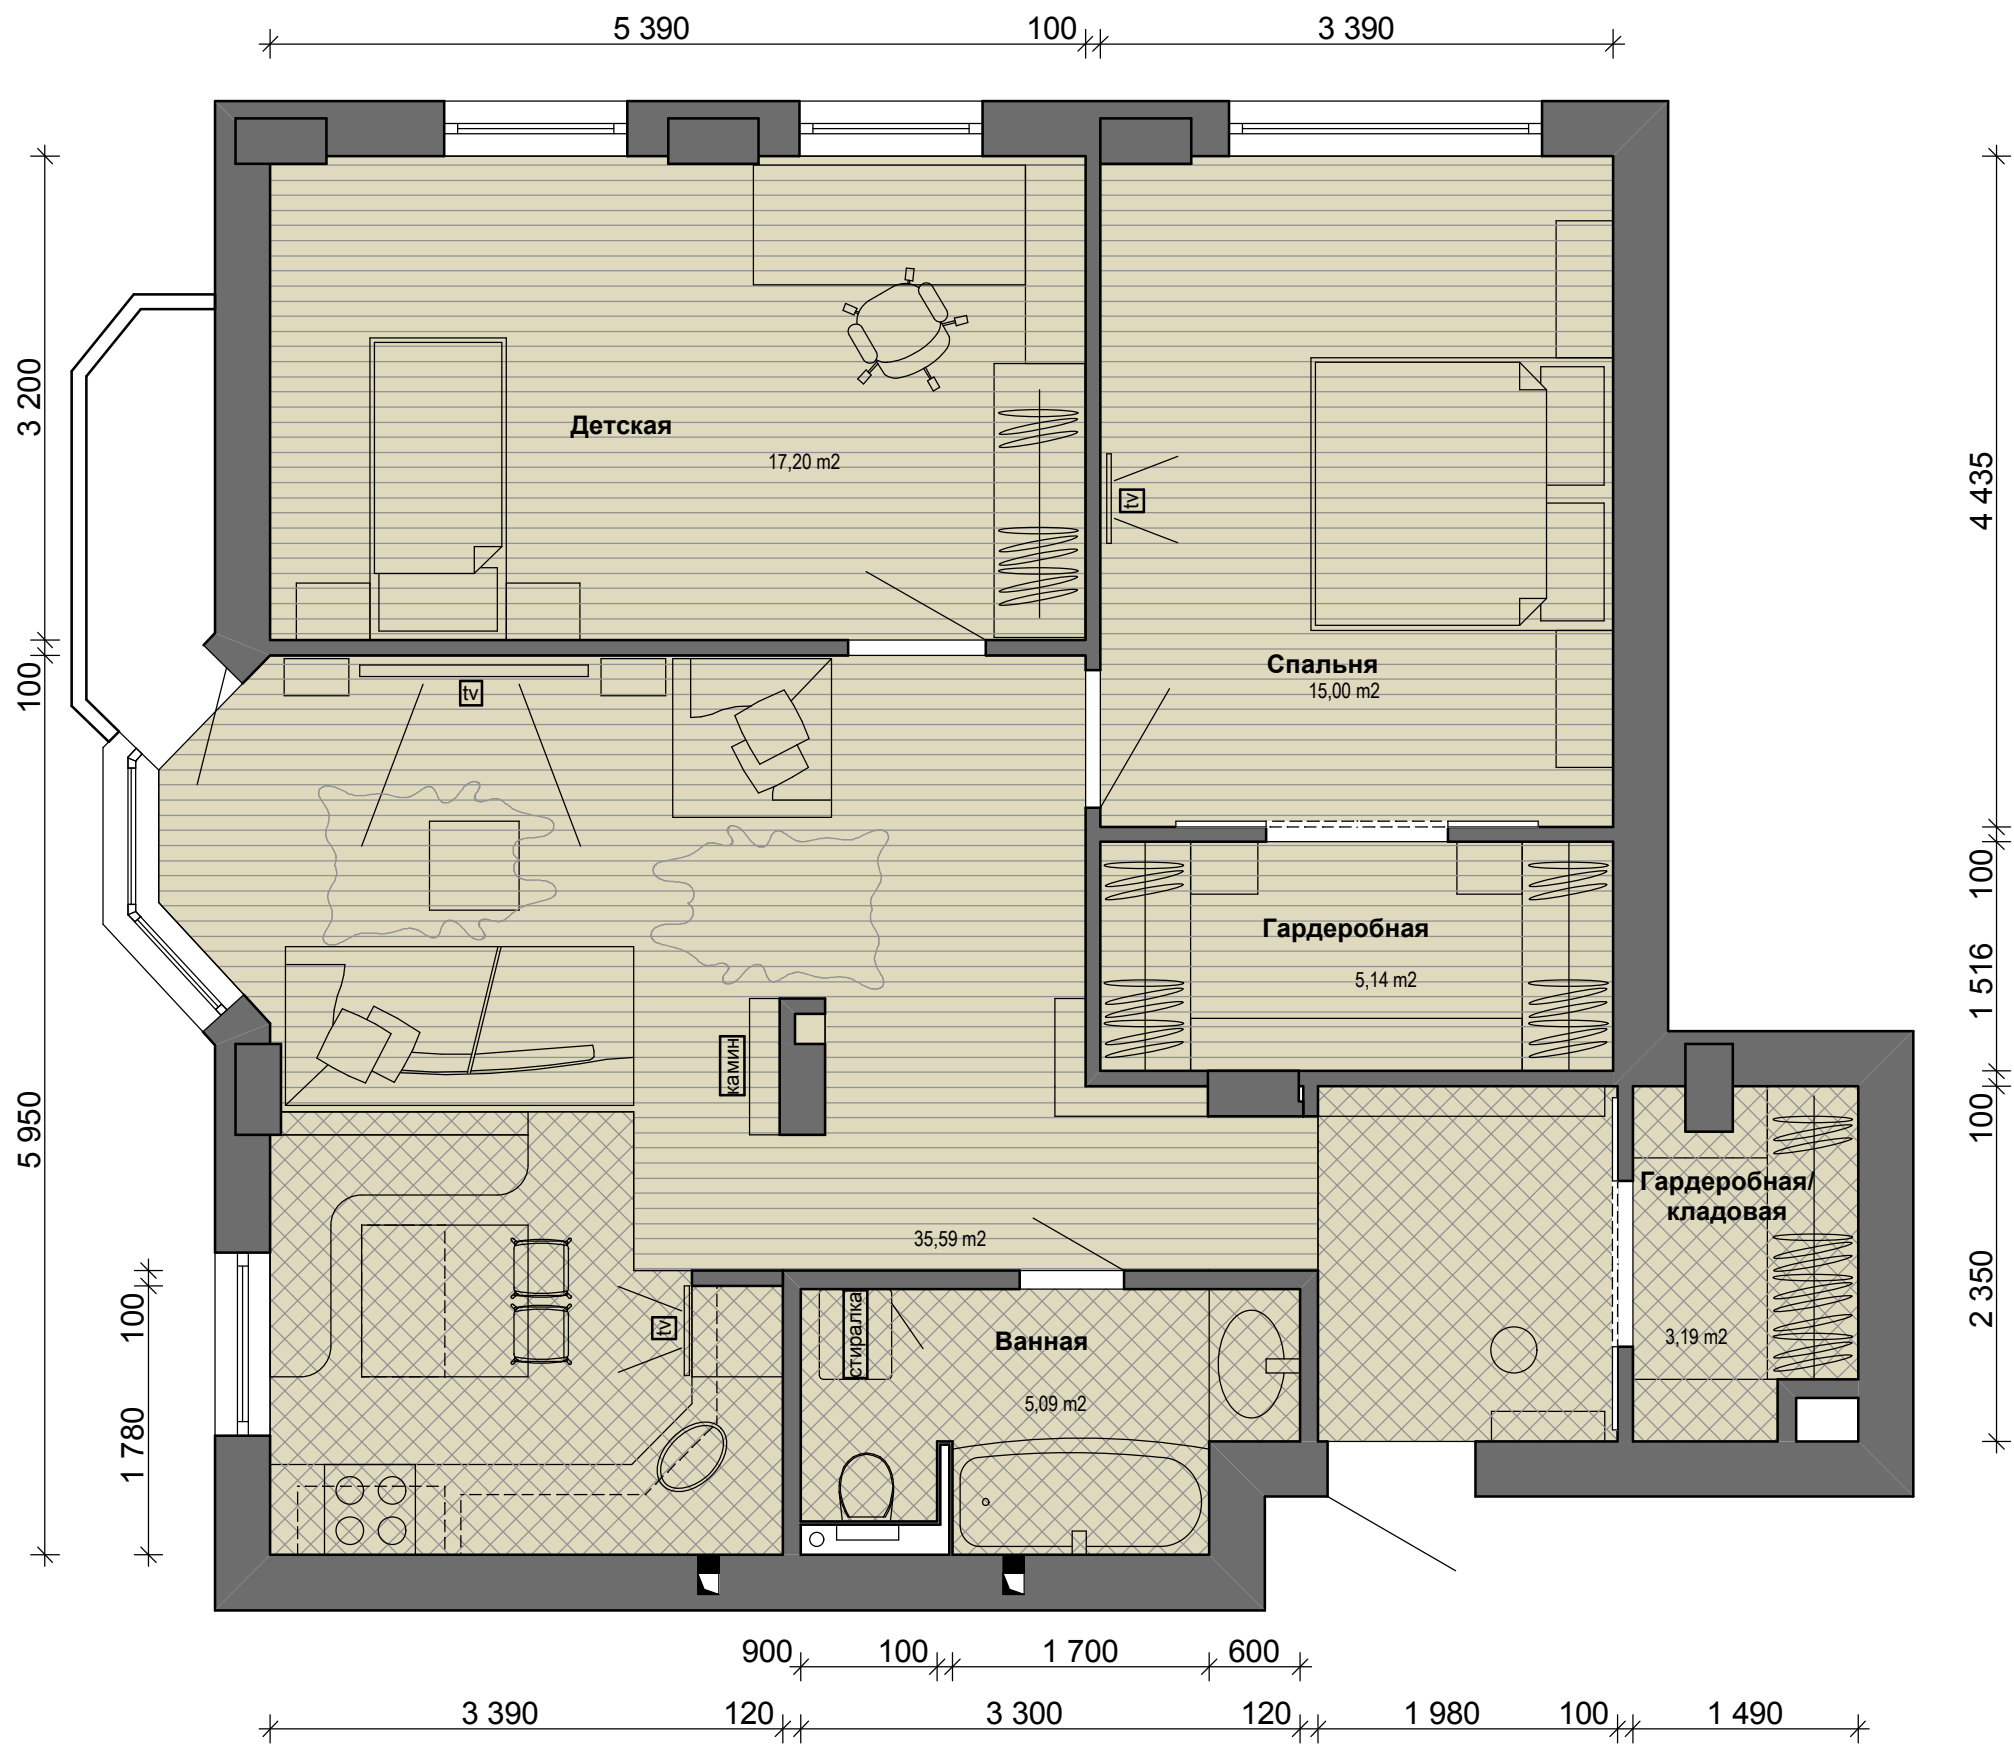 5 390
100
3 390
3 200
100
5 950
100
1 780
4 435
100
1 516
100
2 350
Детская
17,20 m2
tv
Спальня
15,00 m2
tv
Гардеробная
5,14 m2
камин
Гардеробная/
кладовая
3,19 m2
35,59 m2
tv
стиралка
Ванная
5,09 m2
900
100
1 700
600
3 390
120
3 300
120
1 980
100
1 490